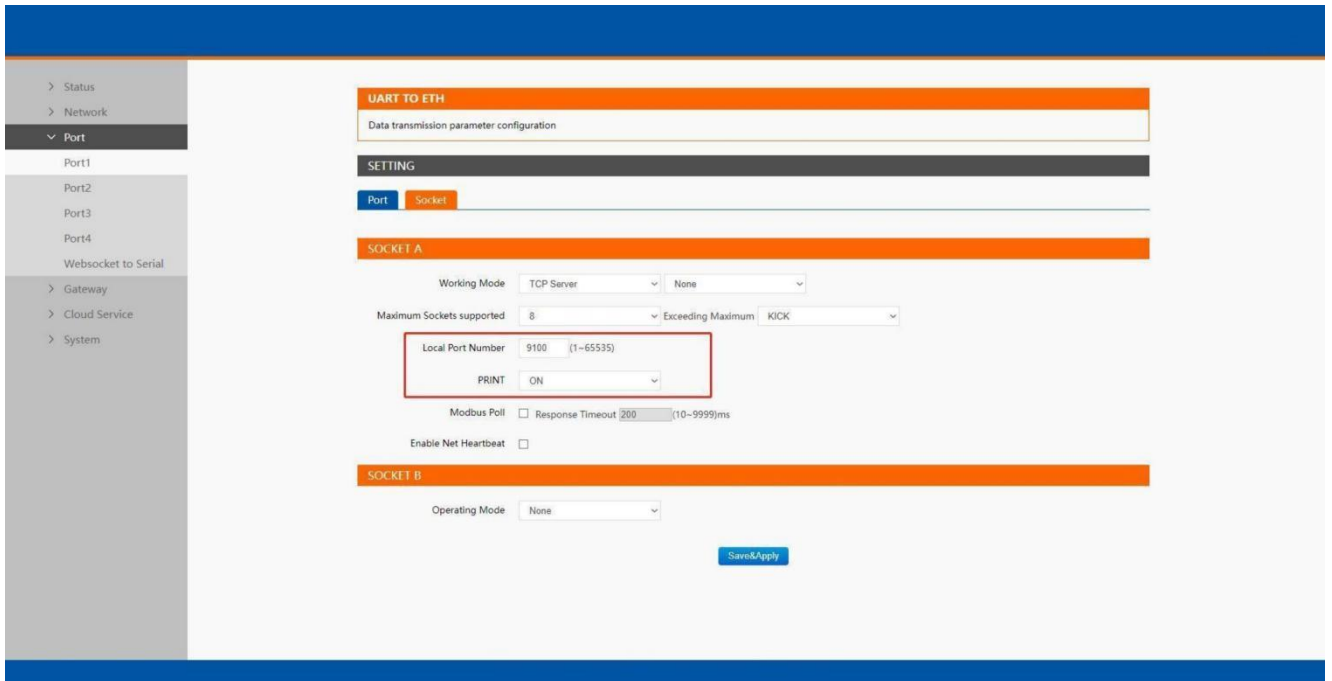 Status
Network
Port
Port1
Port2
Port3
Port4
Websocket to Serial
Gateway
Cloud Service
System
UART TO ETH
Data transmission parameter configuration
SETTING
Port Socket
SOCKET A
Working Mode TCP Server None
Maximum Sockets supported 8 Exceeding Maximum KICK
Local Port Number 9100 (1~65535)
PRINT ON
Modbus Poll Response Timeout 200 (10~9999)ms
Enable Net Heartbeat
SOCKET B
Operating Mode None
Save&Apply